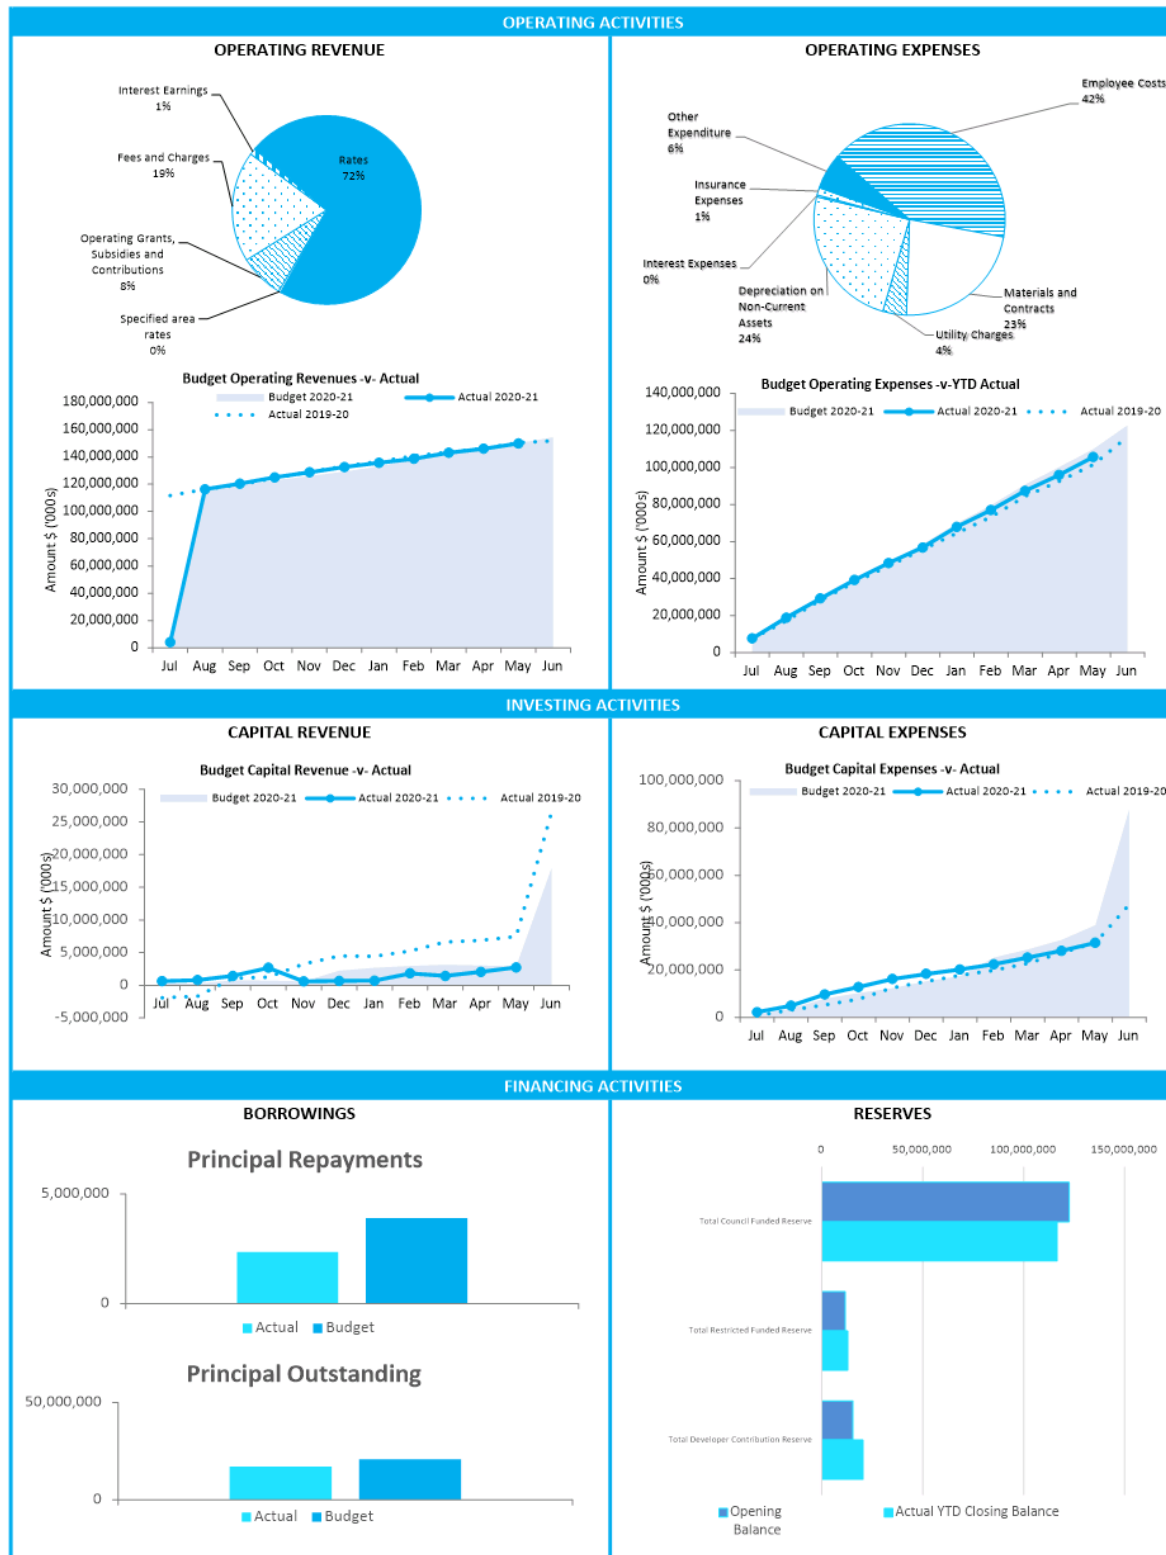 OPERATING ACTIVITIES
OPERATING REVENUE
Interest Earnings
1%
Fees and Charges
19%
Rates
72%
Operating Grants,
Subsidies and
Contributions
8%
Specified area
rates
0%
OPERATING EXPENSES
Employee Costs
42%
Other
Expenditure
6%
Insurance
Expenses
1%
Interest Expenses
0%
Depreciation on
Non-Current
Assets
24%
Materials and
Contracts
23%
Utility Charges
4%
Budget Operating Revenues -v- Actual
Budget 2020-21
Actual 2020-21
Actual 2019-20
Amount $ ('000s)
180,000,000
160,000,000
140,000,000
120,000,000
100,000,000
80,000,000
60,000,000
40,000,000
20,000,000
0
Jul Aug Sep Oct Nov Dec Jan Feb Mar Apr May Jun
Budget Operating Expenses -v-YTD Actual
Budget 2020-21
Actual 2020-21
Actual 2019-20
Amount $ ('000s)
140,000,000
120,000,000
100,000,000
80,000,000
60,000,000
40,000,000
20,000,000
0
Jul Aug Sep Oct Nov Dec Jan Feb Mar Apr May Jun
INVESTING ACTIVITIES
CAPITAL REVENUE
Budget Capital Revenue -v- Actual
Budget 2020-21
Actual 2020-21
Actual 2019-20
Amount $ ('000s)
30,000,000
25,000,000
20,000,000
15,000,000
10,000,000
5,000,000
0
-5,000,000
Jul Aug Sep Oct Nov Dec Jan Feb Mar Apr May Jun
CAPITAL EXPENSES
Budget Capital Expenses -v- Actual
Budget 2020-21
Actual 2020-21
Actual 2019-20
Amount $ ('000s)
100,000,000
80,000,000
60,000,000
40,000,000
20,000,000
0
Jul Aug Sep Oct Nov Dec Jan Feb Mar Apr May Jun
FINANCING ACTIVITIES
BORROWINGS
Principal Repayments
5,000,000
0
Actual Budget
Principal Outstanding
50,000,000
0
Actual Budget
RESERVES
0 50,000,000 100,000,000 150,000,000
Total Council Funded Reserve
Total Restricted Funded Reserve
Total Developer Contribution Reserve
Opening
Balance
Actual YTD Closing Balance